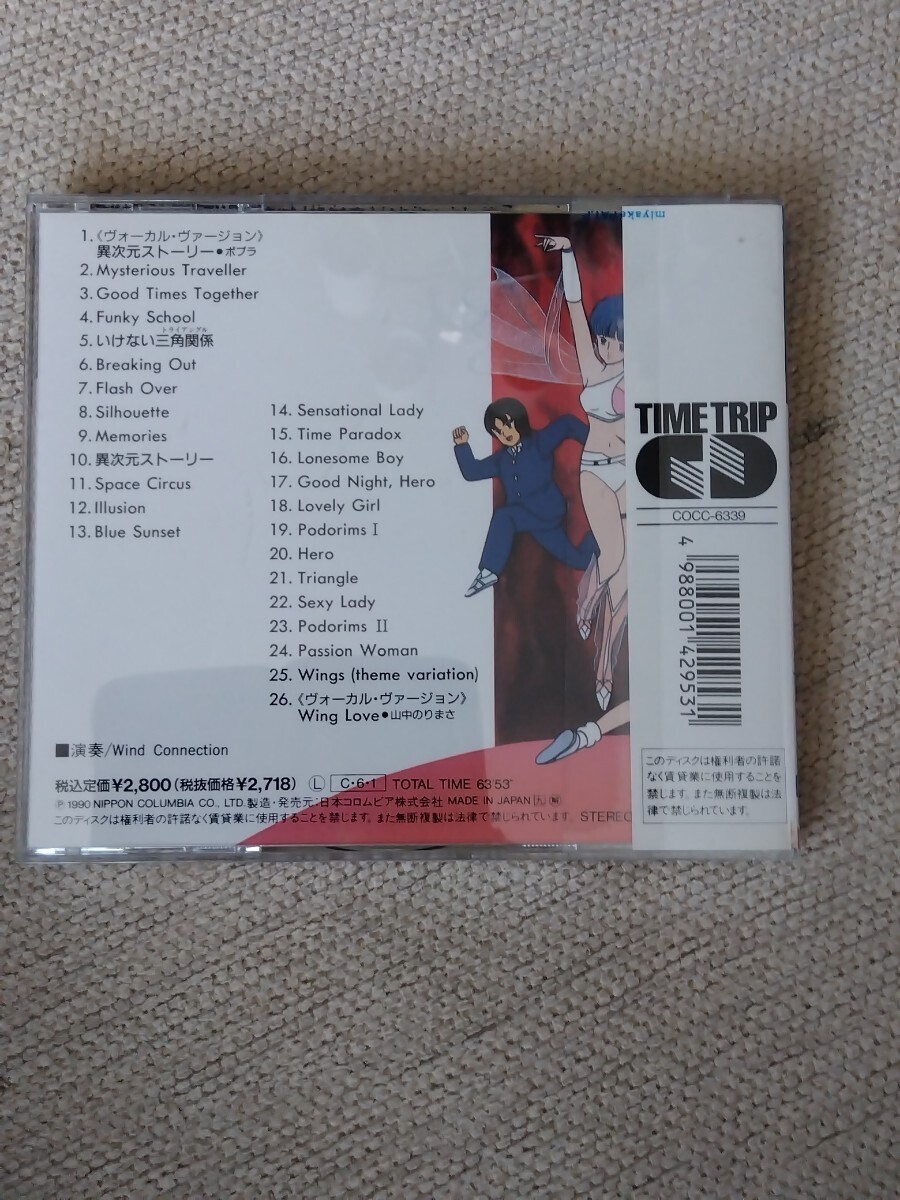 1.《ヴォーカル・ヴァージョン》
異次元ストーリー●ポプラ
2. Mysterious Traveller
3. Good Times Together
4. Funky School
トライアングル
5. いけない三角関係
6. Breaking Out
7. Flash Over
8. Silhouette
9. Memories
10. 異次元ストーリー
11. Space Circus
12. Illusion
13. Blue Sunset
14. Sensational Lady
15. Time Paradox
16. Lonesome Boy
17. Good Night, Hero
18. Lovely Girl
19. Podorims Ⅰ
20. Hero
21. Triangle
22. Sexy Lady
23. Podorims Ⅱ
24. Passion Woman
25. Wings (theme variation)
26.《ヴォーカル・ヴァージョン》
Wing Love●山中のりまさ
■演奏/Wind Connection
税込定価¥2,800(税抜価格¥2,718) Ⓛ C・6・1 TOTAL TIME 63'53"
Ⓟ1990 NIPPON COLUMBIA CO., LTD. 製造・発売元:日本コロムビア株式会社 MADE IN JAPAN
このディスクは権利者の許諾なく賃貸業に使用することを禁じます。また無断複製は法律で禁じられています。 STEREO
TIME TRIP
CD
COCC-6339
4 988001 429531
このディスクは権利者の許諾
なく賃貸業に使用することを
禁じます。また無断複製は法
律で禁じられています。